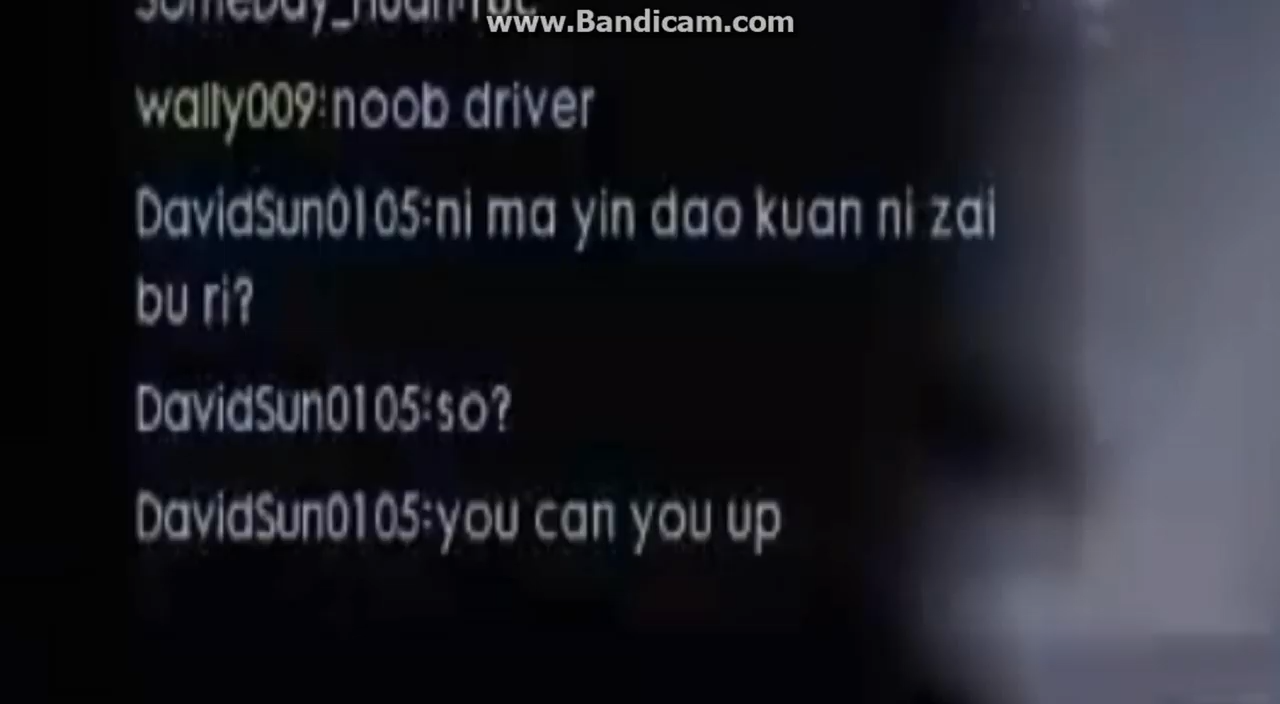 www.Bandicam.com
wally009:noob driver
DavidSun0105:ni ma yin dao kuan ni zai
bu ri?
DavidSun0105:so?
DavidSun0105:you can you up